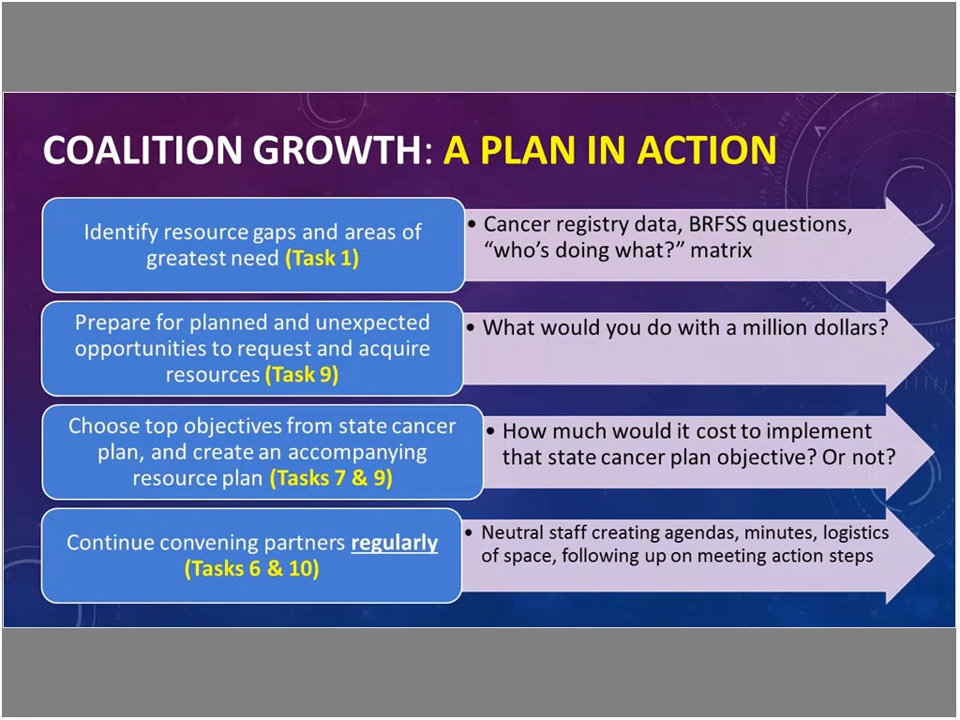 COALITION GROWTH: A PLAN IN ACTION
Identify resource gaps and areas of
greatest need (Task 1)
• Cancer registry data, BRFSS questions,
“who’s doing what?” matrix
Prepare for planned and unexpected
opportunities to request and acquire
resources (Task 9)
• What would you do with a million dollars?
Choose top objectives from state cancer
plan, and create an accompanying
resource plan (Tasks 7 & 9)
• How much would it cost to implement
that state cancer plan objective? Or not?
Continue convening partners regularly
(Tasks 6 & 10)
• Neutral staff creating agendas, minutes, logistics
of space, following up on meeting action steps